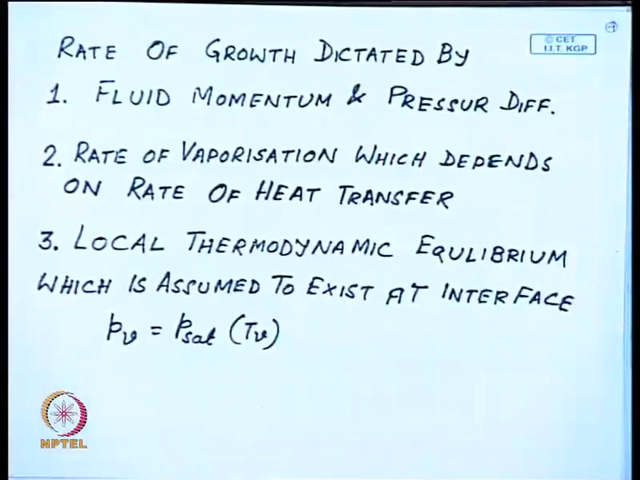 RATE OF GROWTH DICTATED BY
1. FLUID MOMENTUM & PRESSUR DIFF.
2. RATE OF VAPORISATION WHICH DEPENDS
ON RATE OF HEAT TRANSFER
3. LOCAL THERMODYNAMIC EQULIBRIUM
WHICH IS ASSUMED TO EXIST AT INTERFACE
pv = psat (Tv)
© CET
I.I.T. KGP
NPTEL